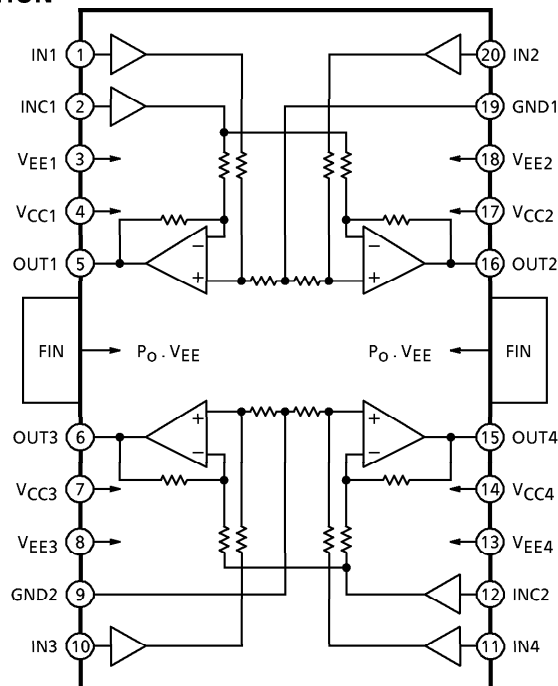 TION
IN1 1
20 IN2
INC1 2
19 GND1
VEE1 3
18 VEE2
VCC1 4
17 VCC2
OUT1 5
16 OUT2
− +
− +
FIN PO . VEE
PO . VEE FIN
OUT3 6
15 OUT4
+ −
+ −
VCC3 7
14 VCC4
VEE3 8
13 VEE4
GND2 9
12 INC2
IN3 10
11 IN4